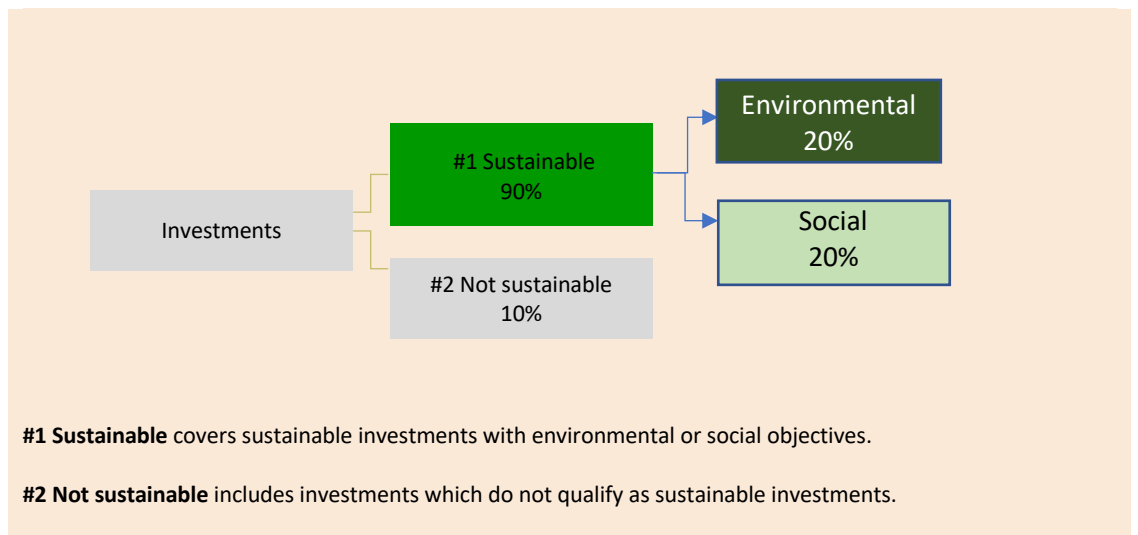 Investments
#1 Sustainable
90%
#2 Not sustainable
10%
Environmental
20%
Social
20%
#1 Sustainable covers sustainable investments with environmental or social objectives.
#2 Not sustainable includes investments which do not qualify as sustainable investments.